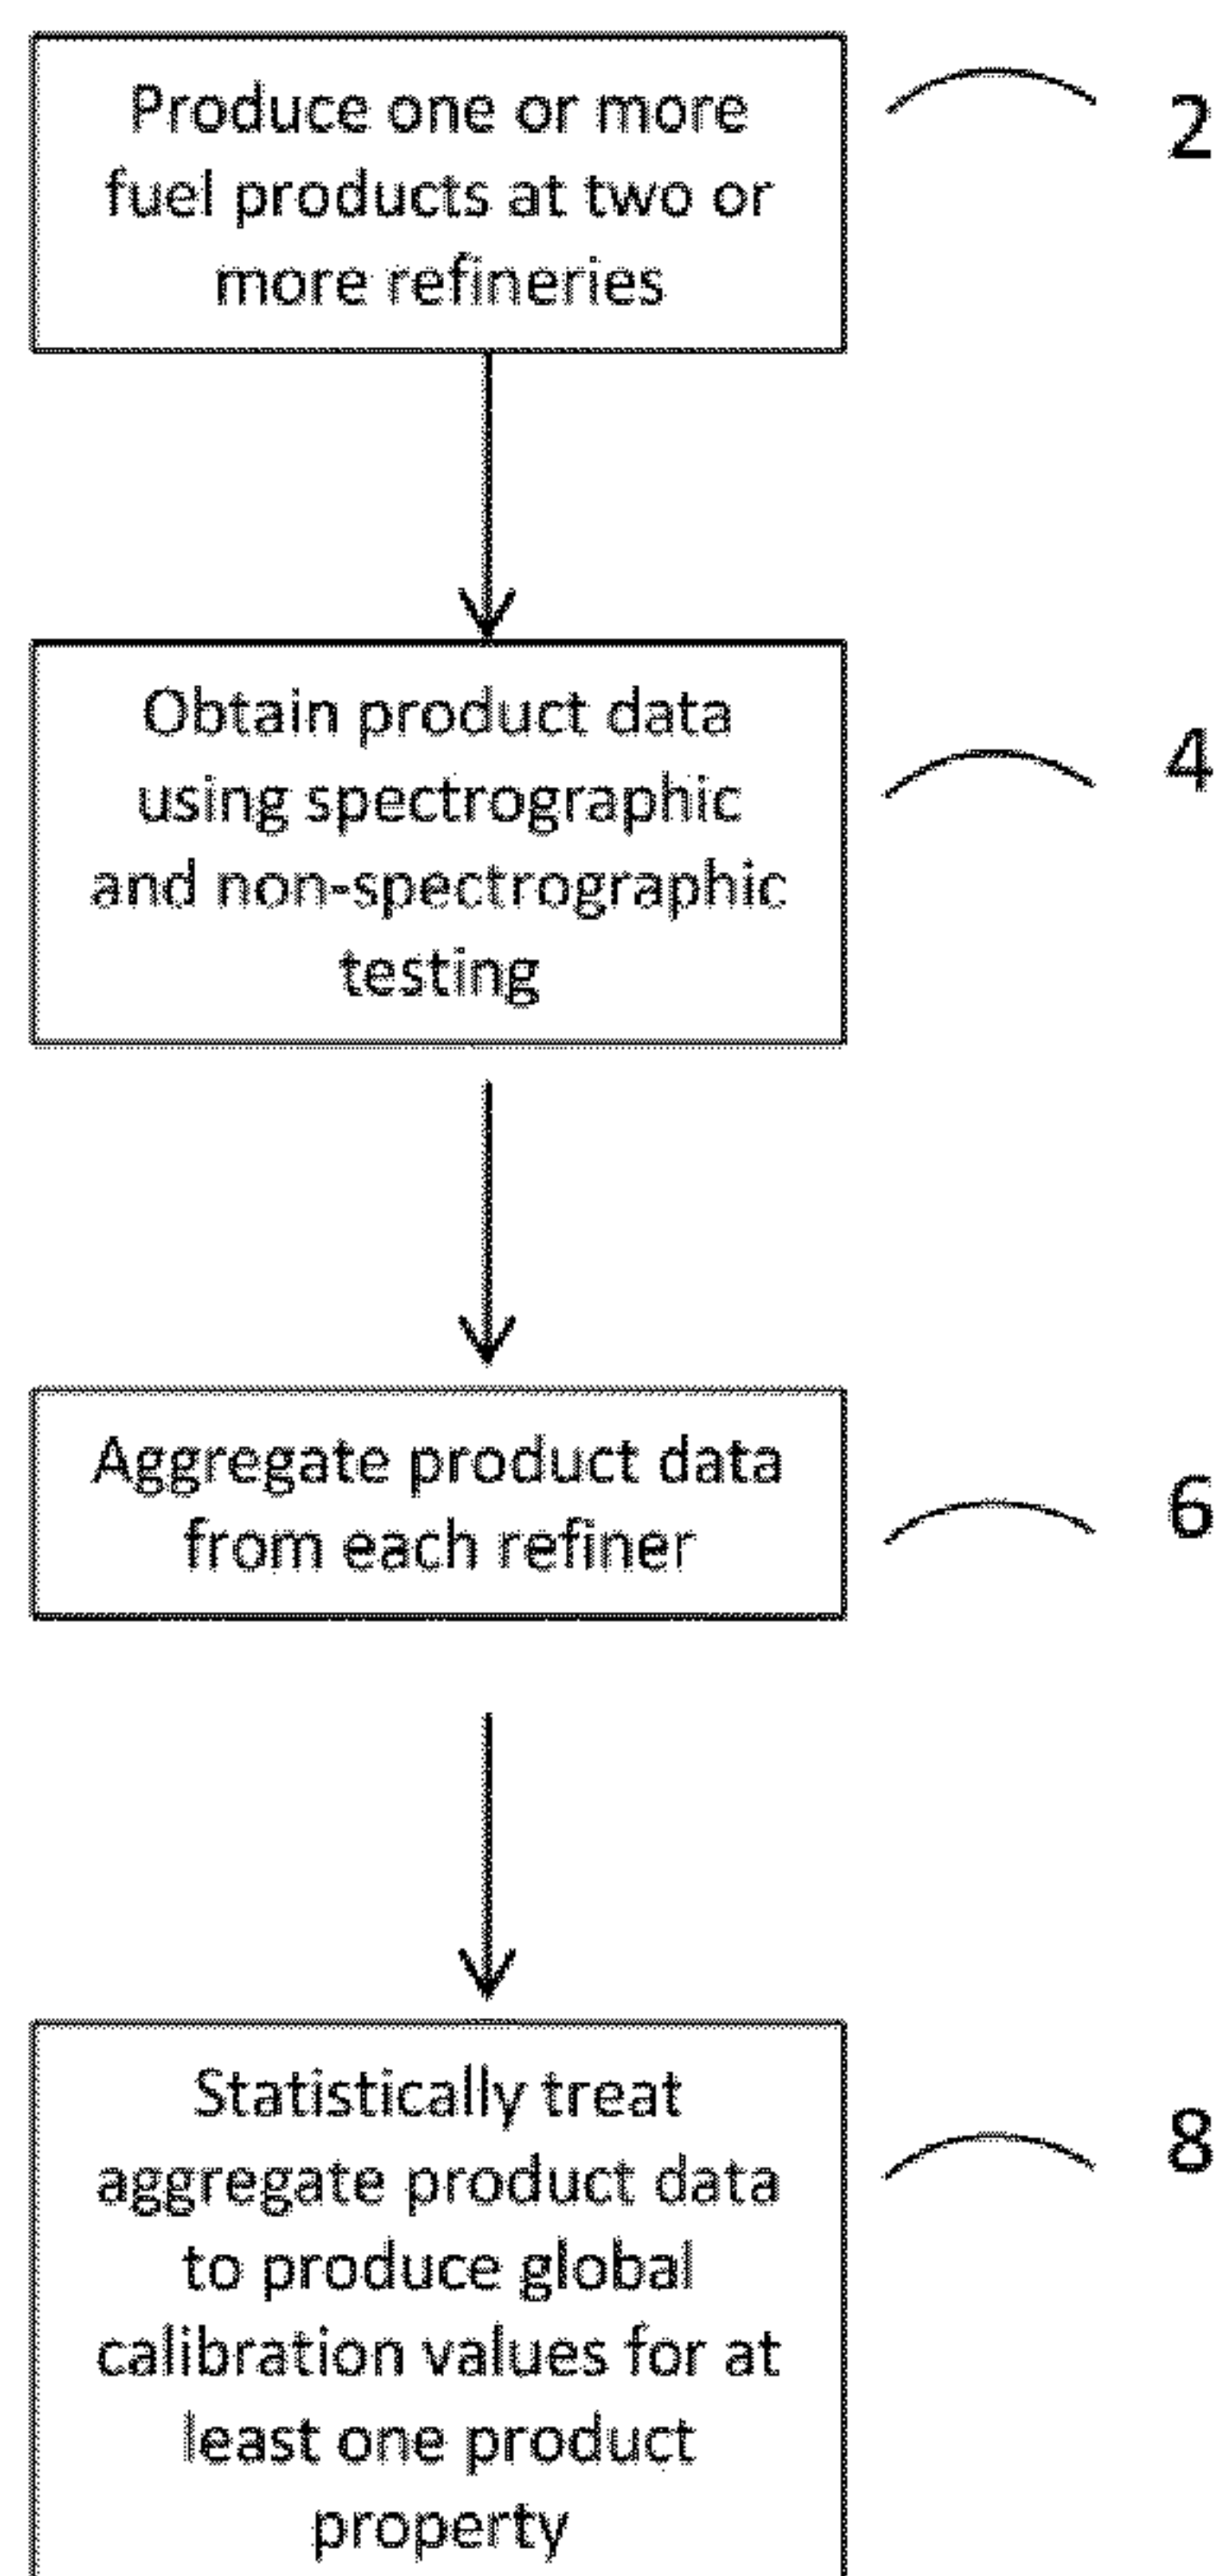 Produce one or more
fuel products at two or
more refineries
2
Obtain product data
using spectrographic
and non-spectrographic
testing
4
Aggregate product data
from each refiner
6
Statistically treat
aggregate product data
to produce global
calibration values for at
least one product
property
8